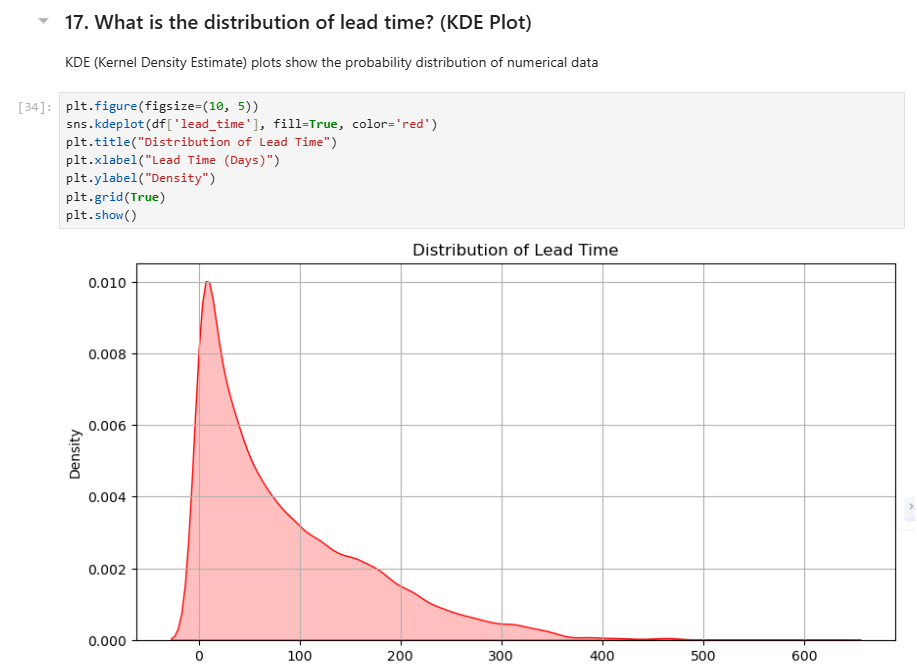 17. What is the distribution of lead time? (KDE Plot)
KDE (Kernel Density Estimate) plots show the probability distribution of numerical data
[34]:
plt.figure(figsize=(10, 5))
sns.kdeplot(df['lead_time'], fill=True, color='red')
plt.title("Distribution of Lead Time")
plt.xlabel("Lead Time (Days)")
plt.ylabel("Density")
plt.grid(True)
plt.show()
Distribution of Lead Time
0.010
0.008
0.006
0.004
0.002
0.000
Density
0 100 200 300 400 500 600